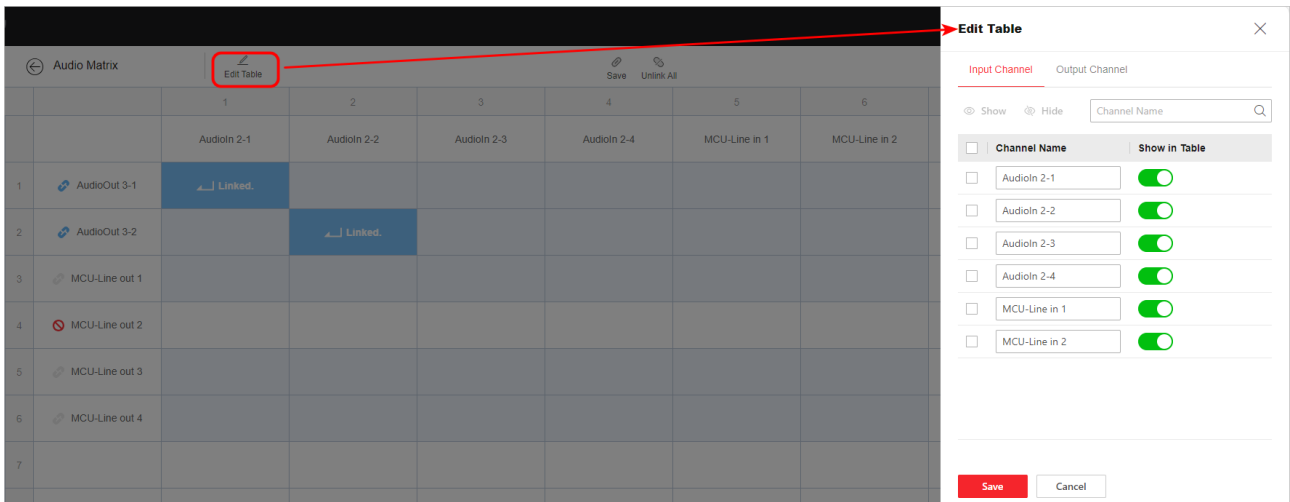 Audio Matrix
Edit Table
Save
Unlink All
1 2 3 4 5 6
AudioIn 2-1 AudioIn 2-2 AudioIn 2-3 AudioIn 2-4 MCU-Line in 1 MCU-Line in 2
1 AudioOut 3-1 Linked.
2 AudioOut 3-2 Linked.
3 MCU-Line out 1
4 MCU-Line out 2
5 MCU-Line out 3
6 MCU-Line out 4
7
Edit Table
Input Channel Output Channel
Show Hide Channel Name
Channel Name Show in Table
AudioIn 2-1
AudioIn 2-2
AudioIn 2-3
AudioIn 2-4
MCU-Line in 1
MCU-Line in 2
Save Cancel